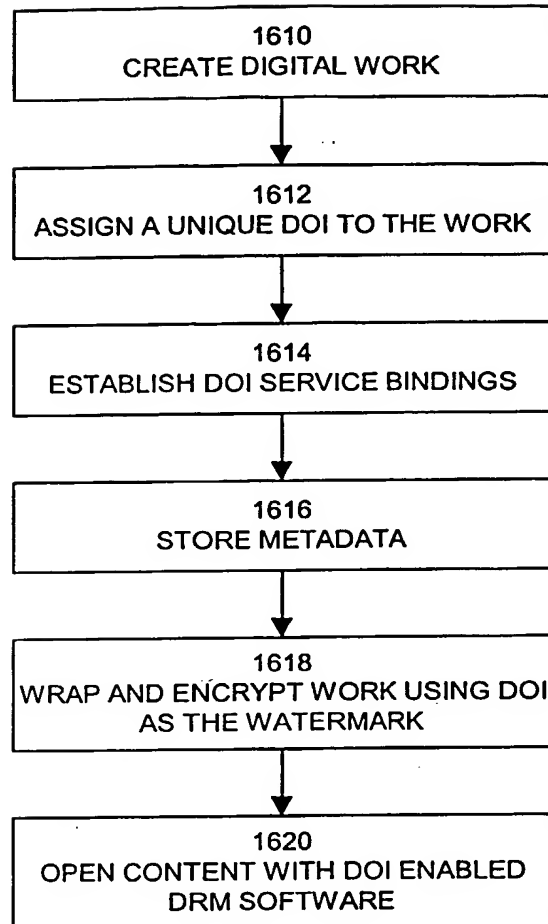 1610
CREATE DIGITAL WORK
1612
ASSIGN A UNIQUE DOI TO THE WORK
1614
ESTABLISH DOI SERVICE BINDINGS
1616
STORE METADATA
1618
WRAP AND ENCRYPT WORK USING DOI
AS THE WATERMARK
1620
OPEN CONTENT WITH DOI ENABLED
DRM SOFTWARE